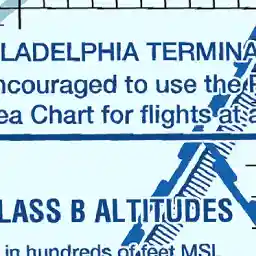 LADELPHIA TERMINA
ncouraged to use the P
ea Chart for flights at a
LASS B ALTITUDES
in hundreds of feet MSL